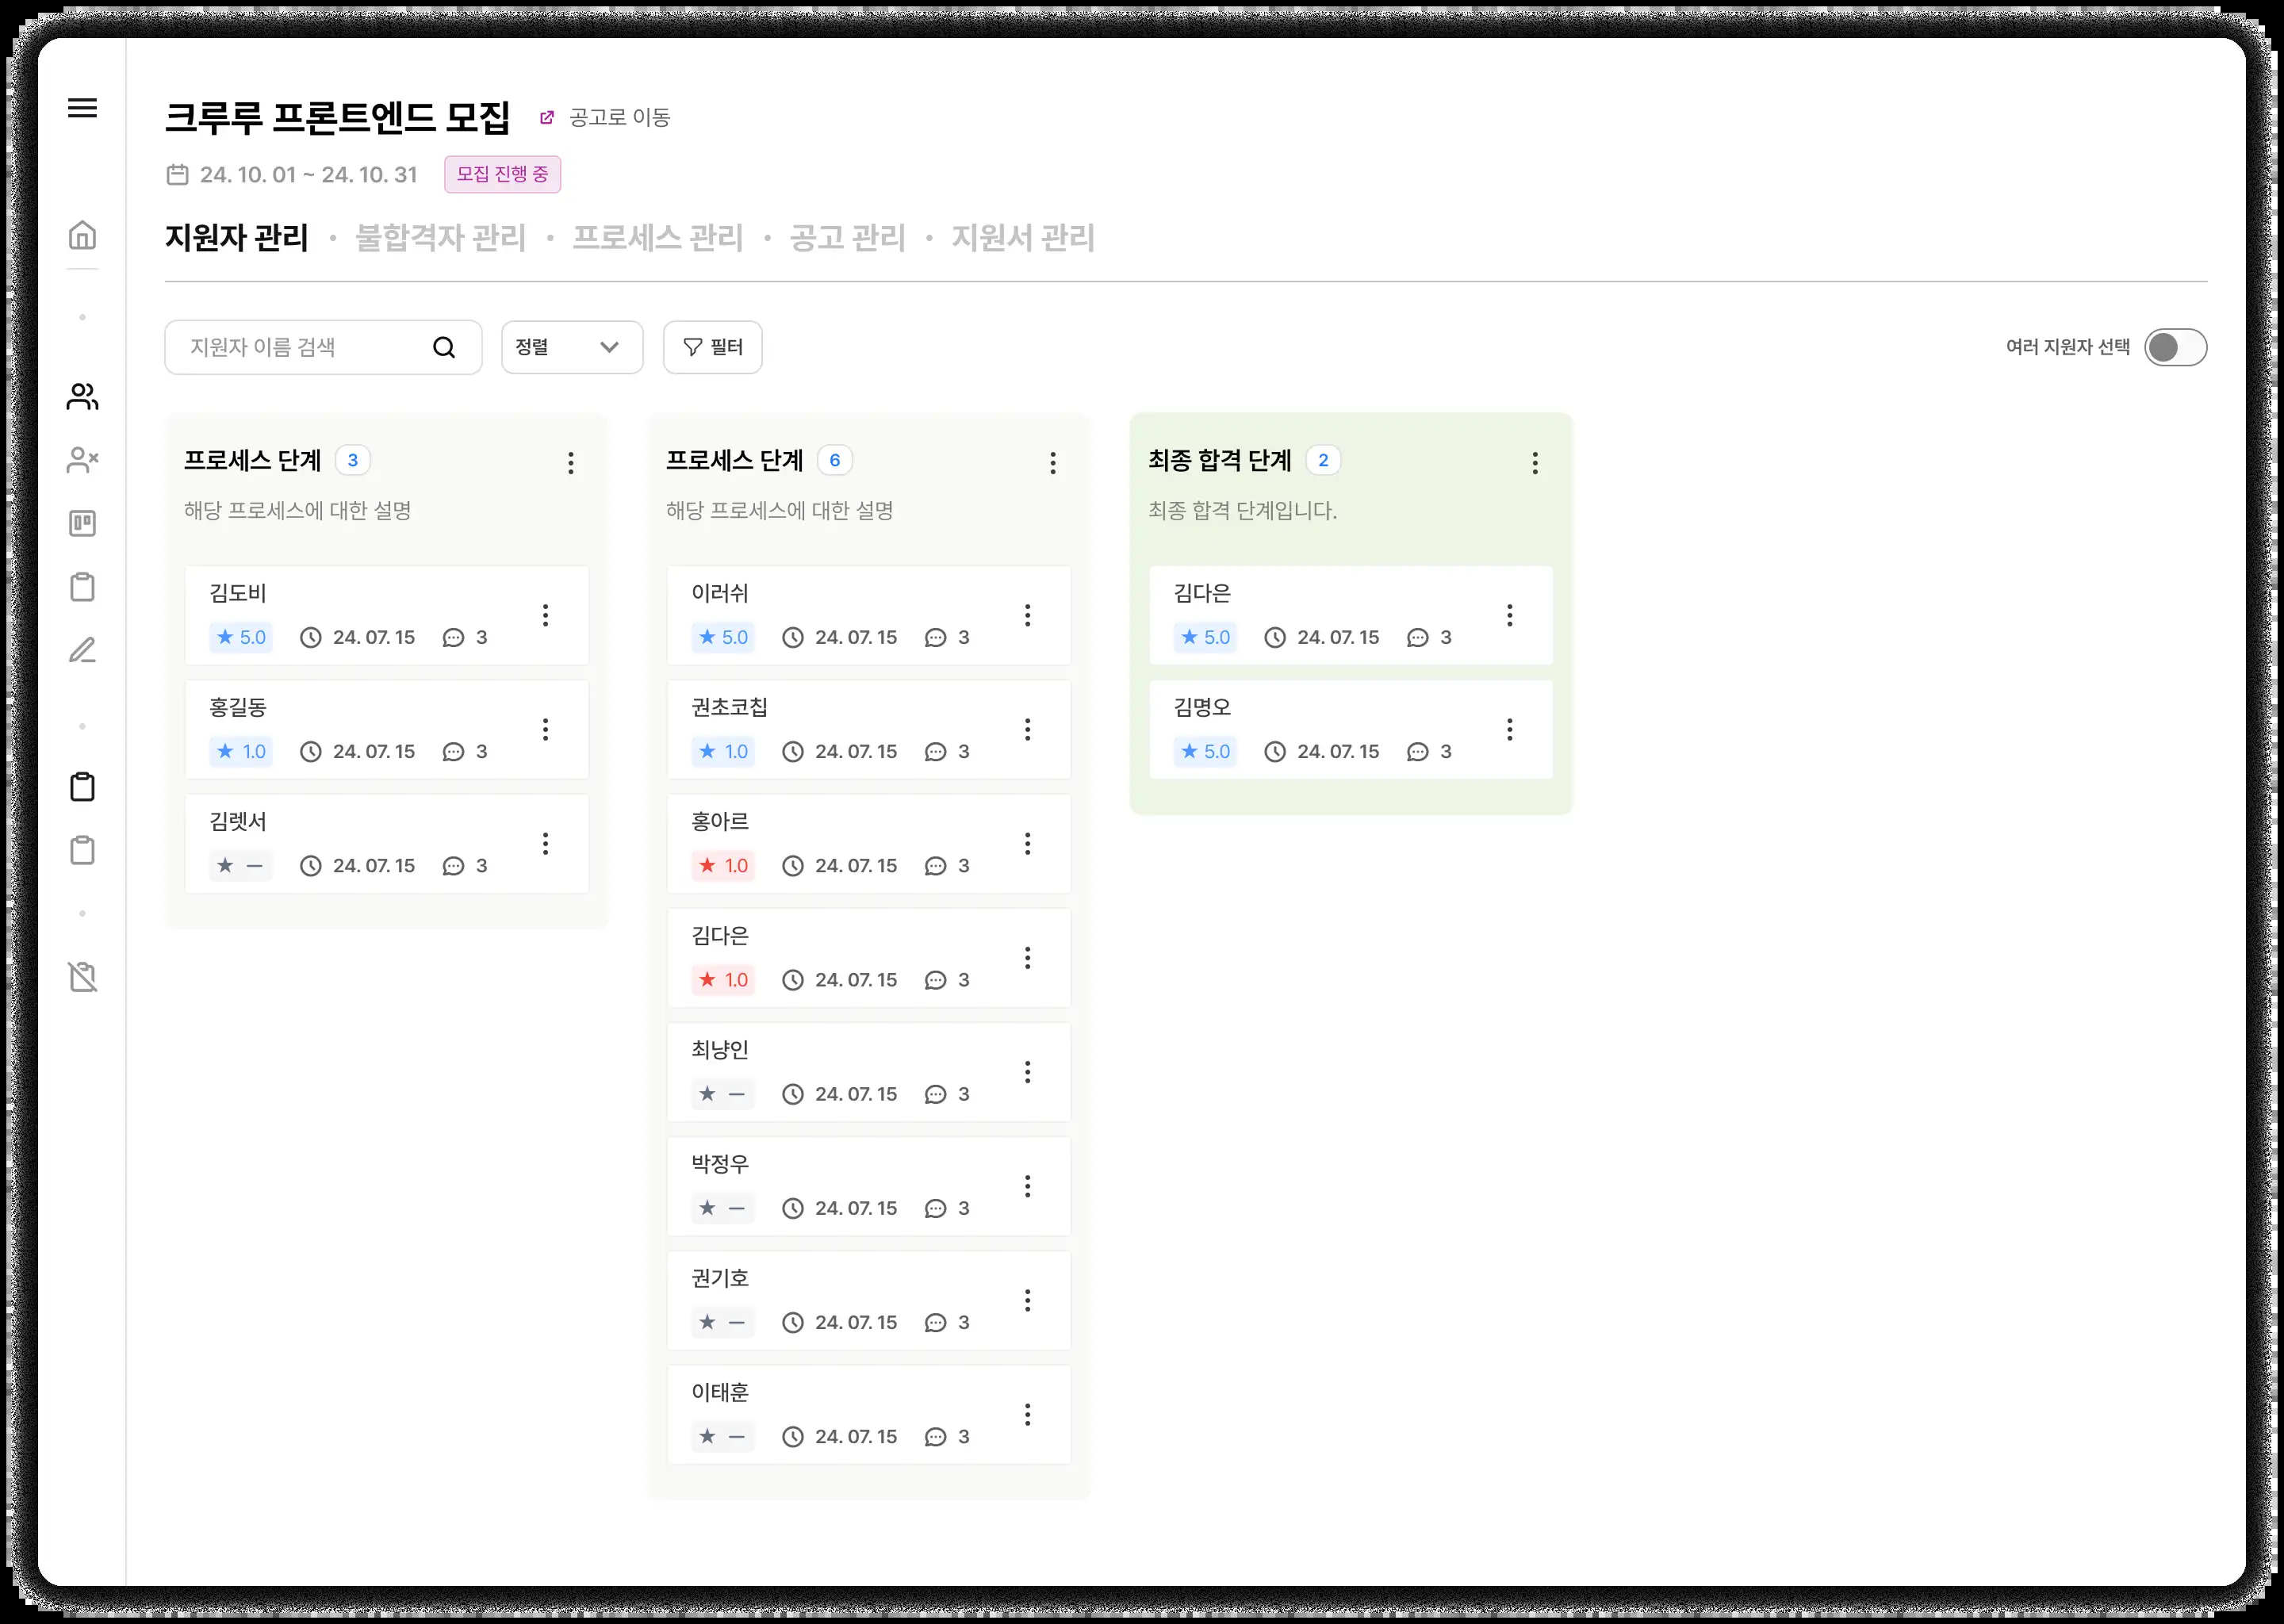 크루루 프론트엔드 모집 공고로 이동
24. 10. 01 ~ 24. 10. 31 모집 진행 중
지원자 관리 • 불합격자 관리 • 프로세스 관리 • 공고 관리 • 지원서 관리
지원자 이름 검색 정렬 필터 여러 지원자 선택
프로세스 단계 3
해당 프로세스에 대한 설명
김도비
★ 5.0 24. 07. 15 3
홍길동
★ 1.0 24. 07. 15 3
김렛서
★ — 24. 07. 15 3
프로세스 단계 6
해당 프로세스에 대한 설명
이러쉬
★ 5.0 24. 07. 15 3
권초코칩
★ 1.0 24. 07. 15 3
홍아르
★ 1.0 24. 07. 15 3
김다은
★ 1.0 24. 07. 15 3
최냥인
★ — 24. 07. 15 3
박정우
★ — 24. 07. 15 3
권기호
★ — 24. 07. 15 3
이태훈
★ — 24. 07. 15 3
최종 합격 단계 2
최종 합격 단계입니다.
김다은
★ 5.0 24. 07. 15 3
김명오
★ 5.0 24. 07. 15 3